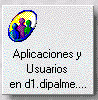 Aplicaciones y
Usuarios
en d1.dipalme....